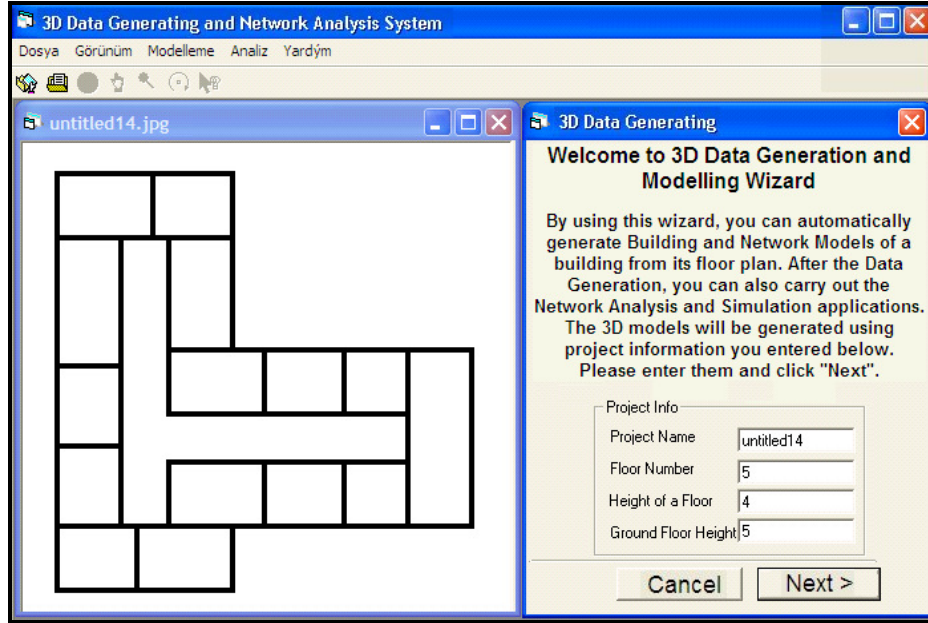 3D Data Generating and Network Analysis System
Dosya Görünüm Modelleme Analiz Yardým
untitled14.jpg
3D Data Generating
Welcome to 3D Data Generation and
Modelling Wizard
By using this wizard, you can automatically
generate Building and Network Models of a
building from its floor plan. After the Data
Generation, you can also carry out the
Network Analysis and Simulation applications.
The 3D models will be generated using
project information you entered below.
Please enter them and click "Next".
Project Info
Project Name untitled14
Floor Number 5
Height of a Floor 4
Ground Floor Height 5
Cancel Next >